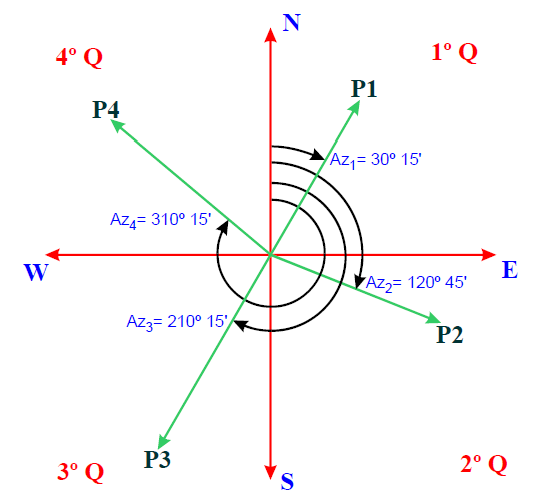 N
4º Q
1º Q
P1
P4
Az1= 30º 15'
Az4= 310º 15'
W
E
Az2= 120º 45'
Az3= 210º 15'
P2
P3
3º Q
2º Q
S